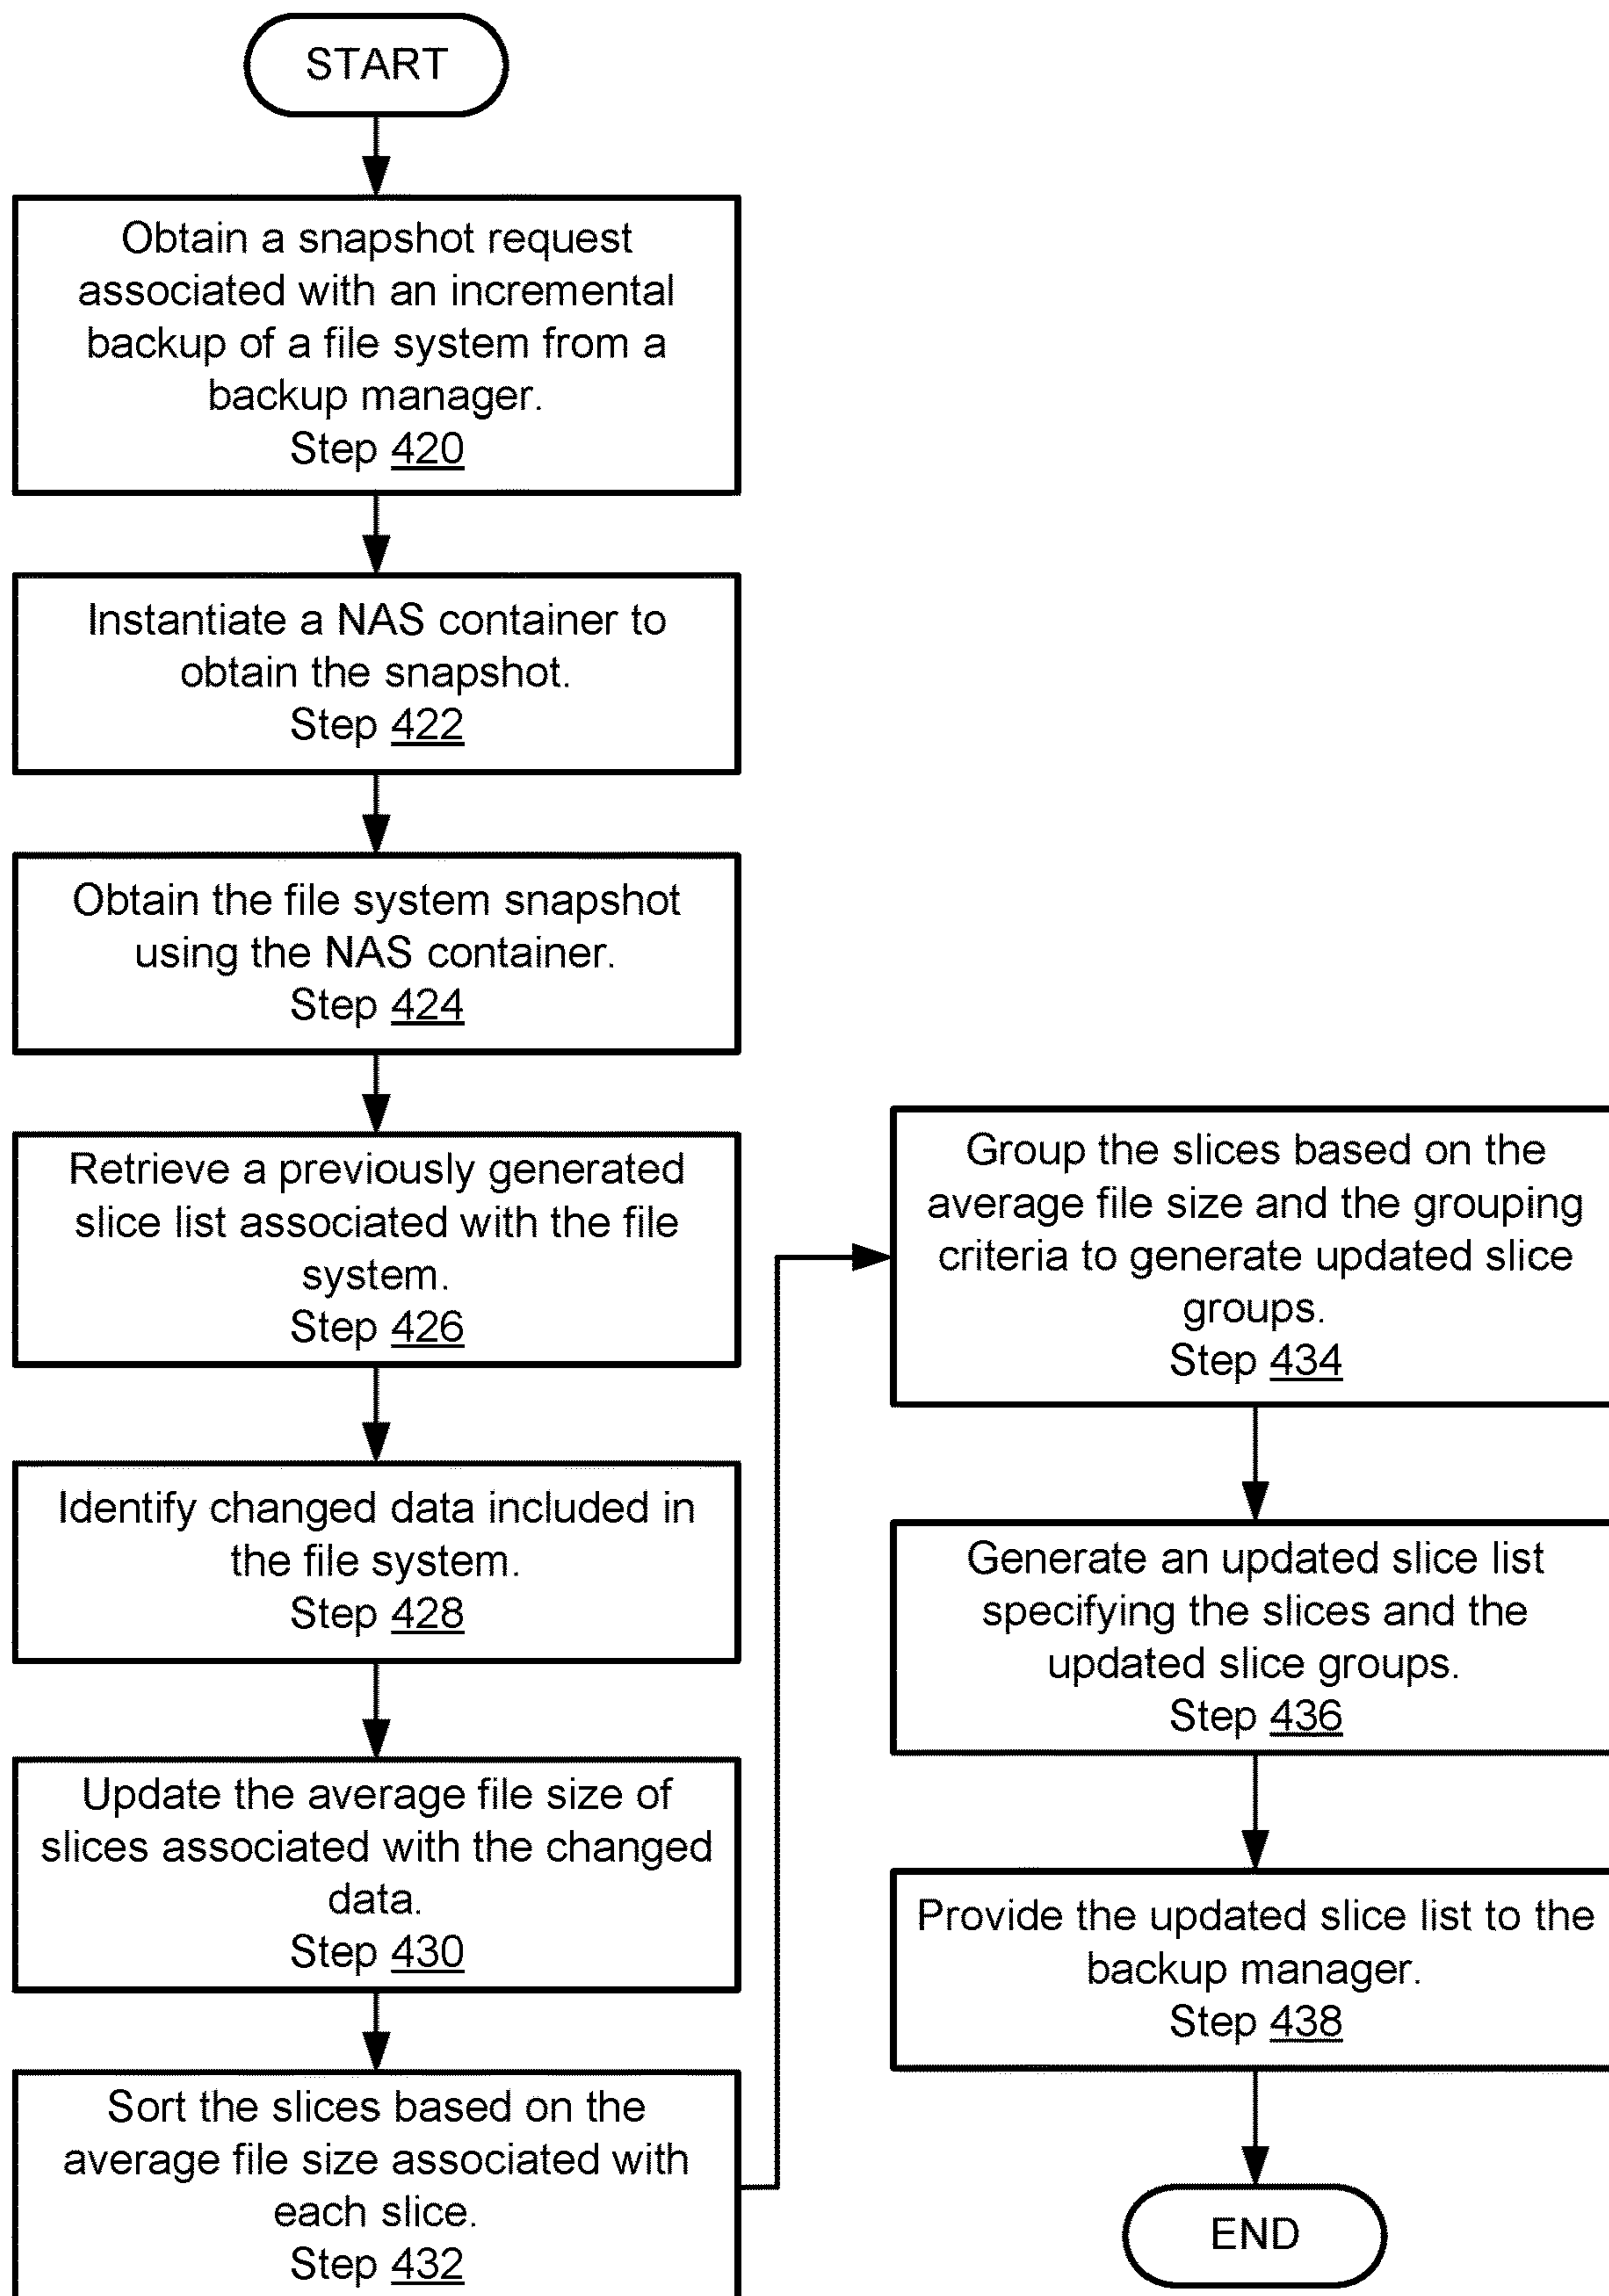 START
Obtain a snapshot request
associated with an incremental
backup of a file system from a
backup manager.
Step 420
Instantiate a NAS container to
obtain the snapshot.
Step 422
Obtain the file system snapshot
using the NAS container.
Step 424
Retrieve a previously generated
slice list associated with the file
system.
Step 426
Identify changed data included in
the file system.
Step 428
Update the average file size of
slices associated with the changed
data.
Step 430
Sort the slices based on the
average file size associated with
each slice.
Step 432
Group the slices based on the
average file size and the grouping
criteria to generate updated slice
groups.
Step 434
Generate an updated slice list
specifying the slices and the
updated slice groups.
Step 436
Provide the updated slice list to the
backup manager.
Step 438
END